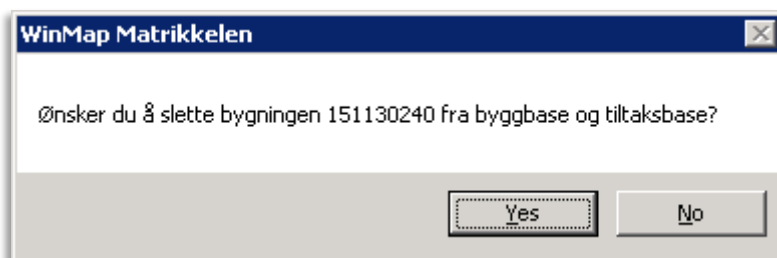 WinMap Matrikkelen
Ønsker du å slette bygningen 151130240 fra byggbase og tiltaksbase?
Yes No